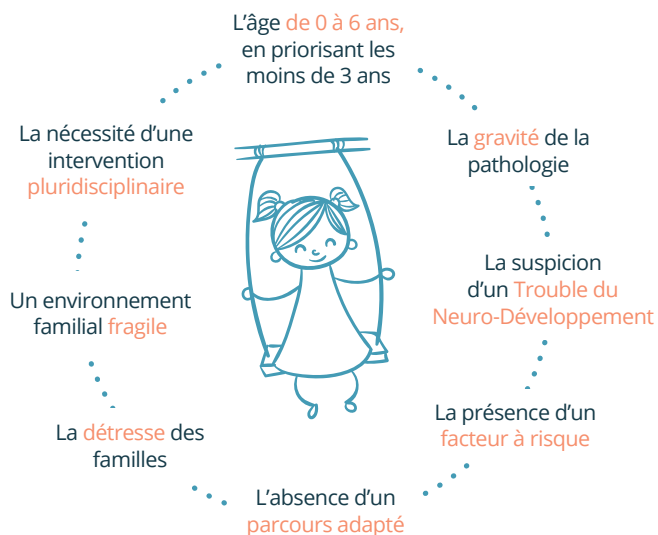 L’âge de 0 à 6 ans,
en priorisant les
moins de 3 ans
La gravité de la
pathologie
La suspicion
d’un Trouble du
Neuro-Développement
La présence d’un
facteur à risque
L’absence d’un
parcours adapté
La détresse des
familles
Un environnement
familial fragile
La nécessité d’une
intervention
pluridisciplinaire